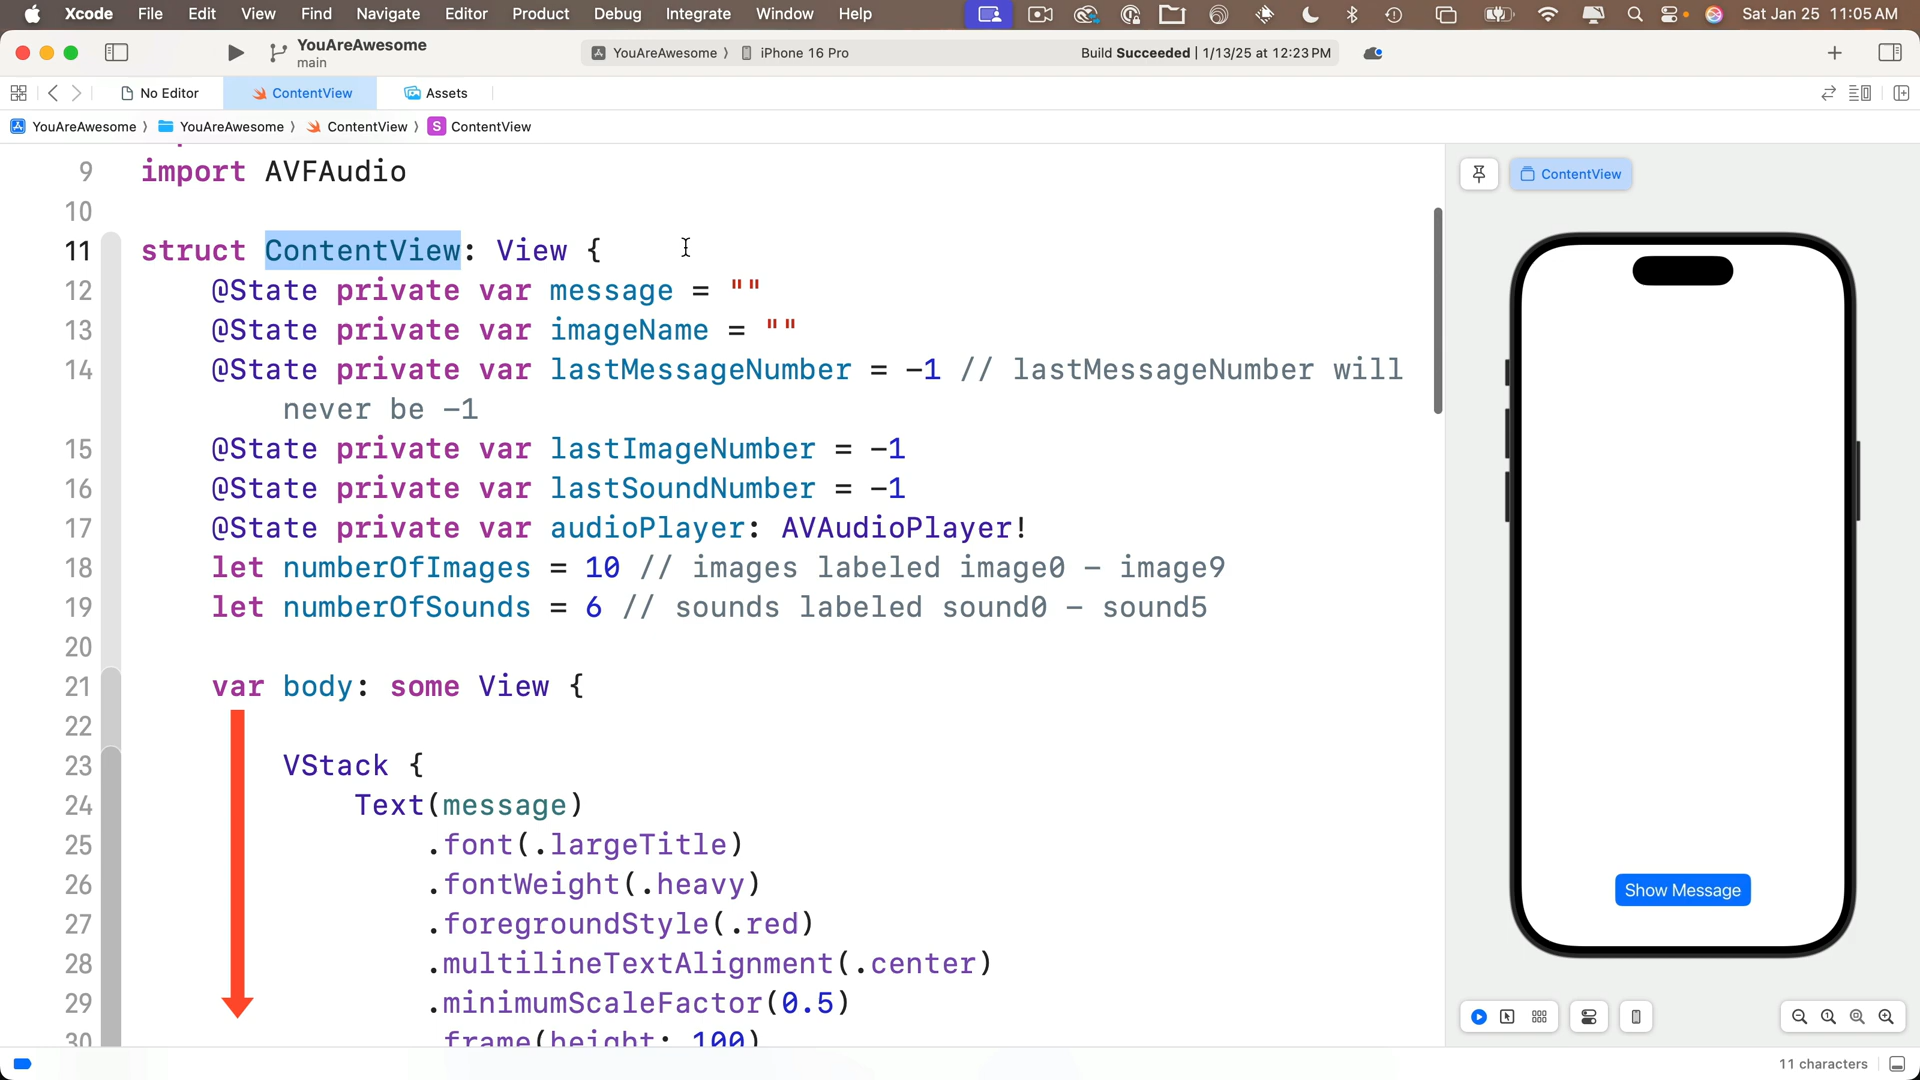 Xcode File Edit View Find Navigate Editor Product Debug Integrate Window Help Sat Jan 25 11:05 AM
YouAreAwesome
main
YouAreAwesome ⟩ iPhone 16 Pro
Build Succeeded | 1/13/25 at 12:23 PM
No Editor ContentView Assets
YouAreAwesome ⟩ YouAreAwesome ⟩ ContentView ⟩ S ContentView
9 import AVFAudio
10
11 struct ContentView: View {
12 @State private var message = ""
13 @State private var imageName = ""
14 @State private var lastMessageNumber = -1 // lastMessageNumber will
never be -1
15 @State private var lastImageNumber = -1
16 @State private var lastSoundNumber = -1
17 @State private var audioPlayer: AVAudioPlayer!
18 let numberOfImages = 10 // images labeled image0 - image9
19 let numberOfSounds = 6 // sounds labeled sound0 - sound5
20
21 var body: some View {
22
23 VStack {
24 Text(message)
25 .font(.largeTitle)
26 .fontWeight(.heavy)
27 .foregroundStyle(.red)
28 .multilineTextAlignment(.center)
29 .minimumScaleFactor(0.5)
30 .frame(height: 100)
ContentView
Show Message
11 characters